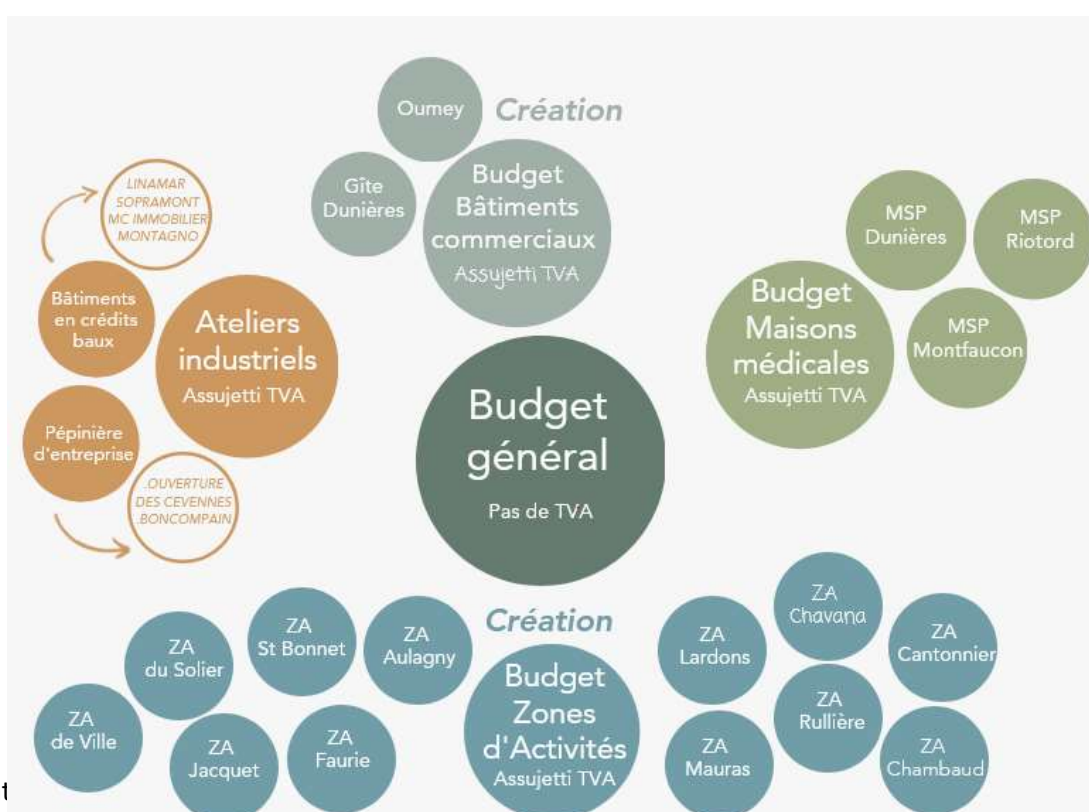 Oumey
Création
Gîte
Dunières
Budget
Bâtiments
commerciaux
Assujetti TVA
LINAMAR
SOPRAMONT
MC IMMOBILIER
MONTAGNO
Bâtiments
en crédits
baux
Ateliers
industriels
Assujetti TVA
Pépinière
d'entreprise
.OUVERTURE
DES CEVENNES
.BONCOMPAIN
MSP
Dunières
MSP
Riotord
MSP
Montfaucon
Budget
Maisons
médicales
Assujetti TVA
Budget
général
Pas de TVA
Création
Budget
Zones
d'Activités
Assujetti TVA
ZA
de Ville
ZA
du Solier
ZA
St Bonnet
ZA
Aulagny
ZA
Jacquet
ZA
Faurie
ZA
Lardons
ZA
Chavana
ZA
Cantonnier
ZA
Rullière
ZA
Mauras
ZA
Chambaud